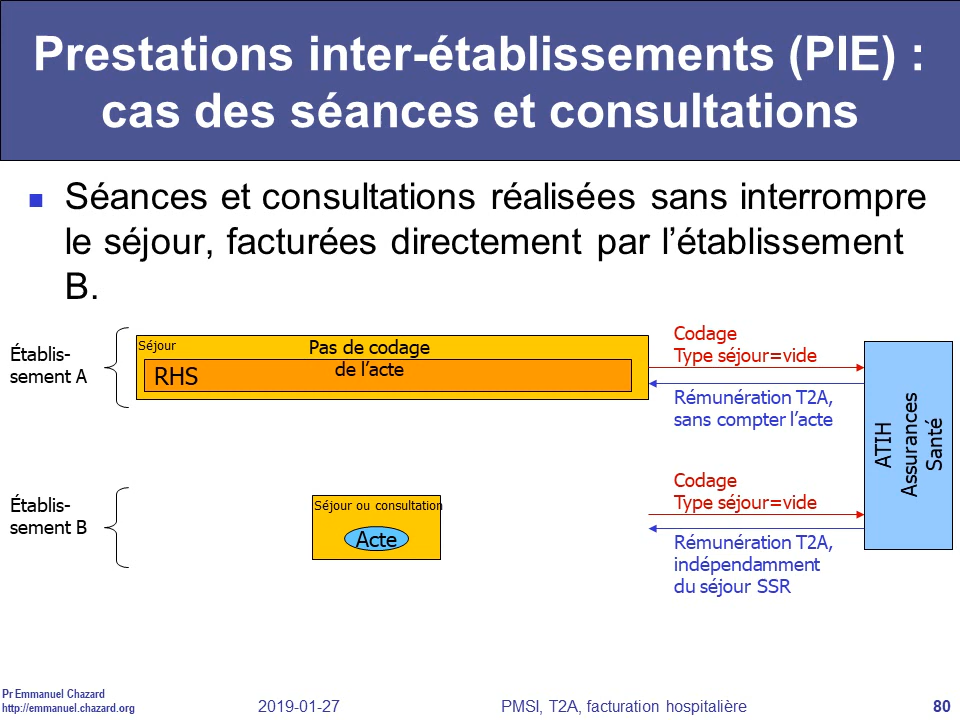 Prestations inter-établissements (PIE) :
cas des séances et consultations
Séances et consultations réalisées sans interrompre
le séjour, facturées directement par l’établissement
B.
Établis-
sement A
Séjour
Pas de codage
de l’acte
RHS
Codage
Type séjour=vide
Rémunération T2A,
sans compter l’acte
ATIH
Assurances
Santé
Établis-
sement B
Séjour ou consultation
Acte
Codage
Type séjour=vide
Rémunération T2A,
indépendamment
du séjour SSR
Pr Emmanuel Chazard
http://emmanuel.chazard.org
2019-01-27
PMSI, T2A, facturation hospitalière
80